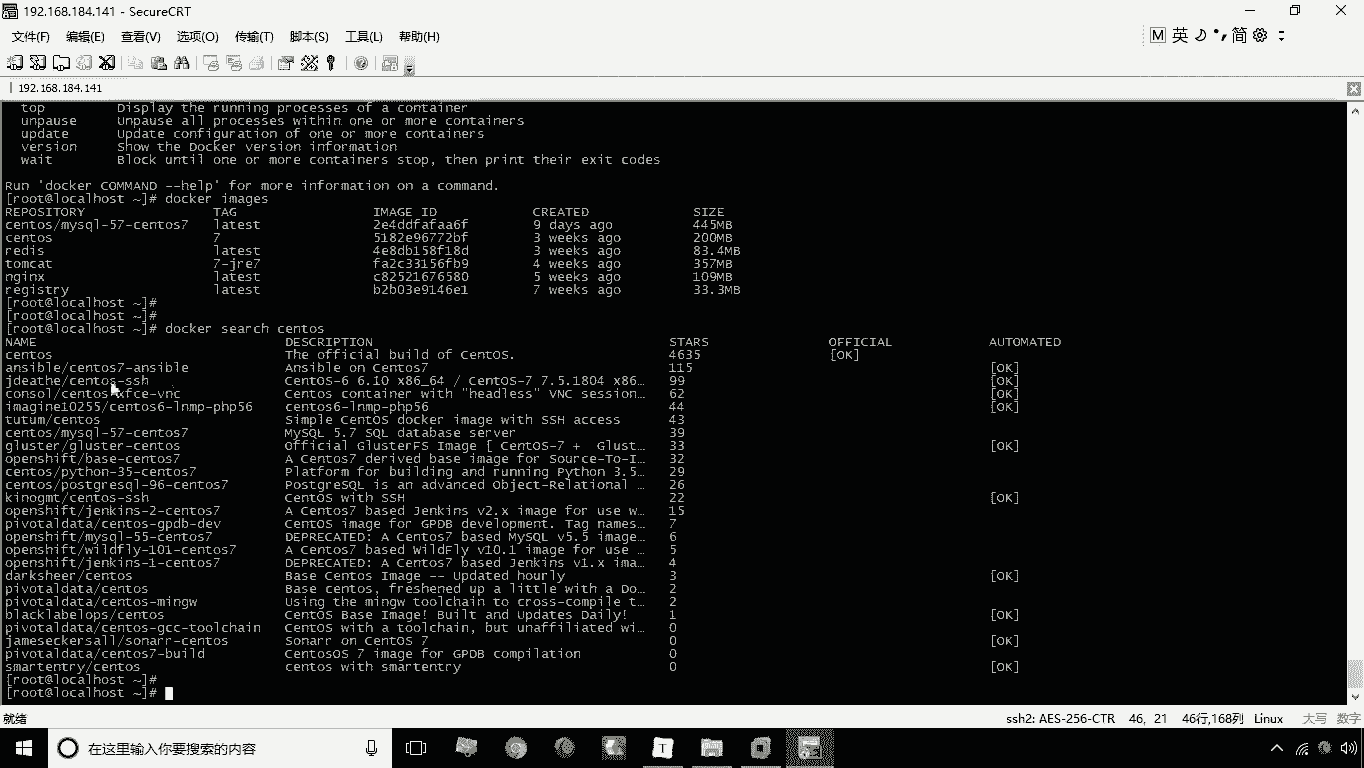 192.168.184.141 - SecureCRT
文件(F) 编辑(E) 查看(V) 选项(O) 传输(T) 脚本(S) 工具(L) 帮助(H)
M 英 简
192.168.184.141
top Display the running processes of a container
unpause Unpause all processes within one or more containers
update Update configuration of one or more containers
version Show the Docker version information
wait Block until one or more containers stop, then print their exit codes
Run 'docker COMMAND --help' for more information on a command.
[root@localhost ~]# docker images
REPOSITORY TAG IMAGE ID CREATED SIZE
centos/mysql-57-centos7 latest 2e4ddfafaa6f 9 days ago 445MB
centos 7 5182e96772bf 3 weeks ago 200MB
redis latest 4e8db158f18d 3 weeks ago 83.4MB
tomcat 7-jre7 fa2c33156fb9 4 weeks ago 357MB
nginx latest c82521676580 5 weeks ago 109MB
registry latest b2b03e9146e1 7 weeks ago 33.3MB
[root@localhost ~]#
[root@localhost ~]#
[root@localhost ~]# docker search centos
NAME DESCRIPTION STARS OFFICIAL AUTOMATED
centos The official build of CentOS. 4635 [OK]
ansible/centos7-ansible Ansible on Centos7 115 [OK]
jdeathe/centos-ssh CentOS-6 6.10 x86_64 / CentOS-7 7.5.1804 x86… 99 [OK]
consol/centos-xfce-vnc Centos container with "headless" VNC session… 62 [OK]
imagine10255/centos6-lnmp-php56 centos6-lnmp-php56 44 [OK]
tutum/centos Simple CentOS docker image with SSH access 43
centos/mysql-57-centos7 MySQL 5.7 SQL database server 39
gluster/gluster-centos Official GlusterFS Image [ CentOS-7 + Glust… 33 [OK]
openshift/base-centos7 A Centos7 derived base image for Source-To-I… 32
centos/python-35-centos7 Platform for building and running Python 3.5… 29
centos/postgresql-96-centos7 PostgreSQL is an advanced Object-Relational … 26
kinogmt/centos-ssh CentOS with SSH 22 [OK]
openshift/jenkins-2-centos7 A Centos7 based Jenkins v2.x image for use w… 15
pivotaldata/centos-gpdb-dev CentOS image for GPDB development. Tag names… 7
openshift/mysql-55-centos7 DEPRECATED: A Centos7 based MySQL v5.5 image… 6
openshift/wildfly-101-centos7 A Centos7 based WildFly v10.1 image for use … 5
openshift/jenkins-1-centos7 DEPRECATED: A Centos7 based Jenkins v1.x ima… 4
darksheer/centos Base Centos Image -- Updated hourly 3 [OK]
pivotaldata/centos Base centos, freshened up a little with a Do… 2
pivotaldata/centos-mingw Using the mingw toolchain to cross-compile t… 2
blacklabelops/centos CentOS Base Image! Built and Updates Daily! 1 [OK]
pivotaldata/centos-gcc-toolchain CentOS with a toolchain, but unaffiliated wi… 0
jameseckersall/sonarr-centos Sonarr on CentOS 7 0 [OK]
pivotaldata/centos7-build CentosOS 7 image for GPDB compilation 0
smartentry/centos centos with smartentry 0 [OK]
[root@localhost ~]#
[root@localhost ~]#
就绪 ssh2: AES-256-CTR 46, 21 46行,168列 Linux 大写 数字
在这里输入你要搜索的内容
T